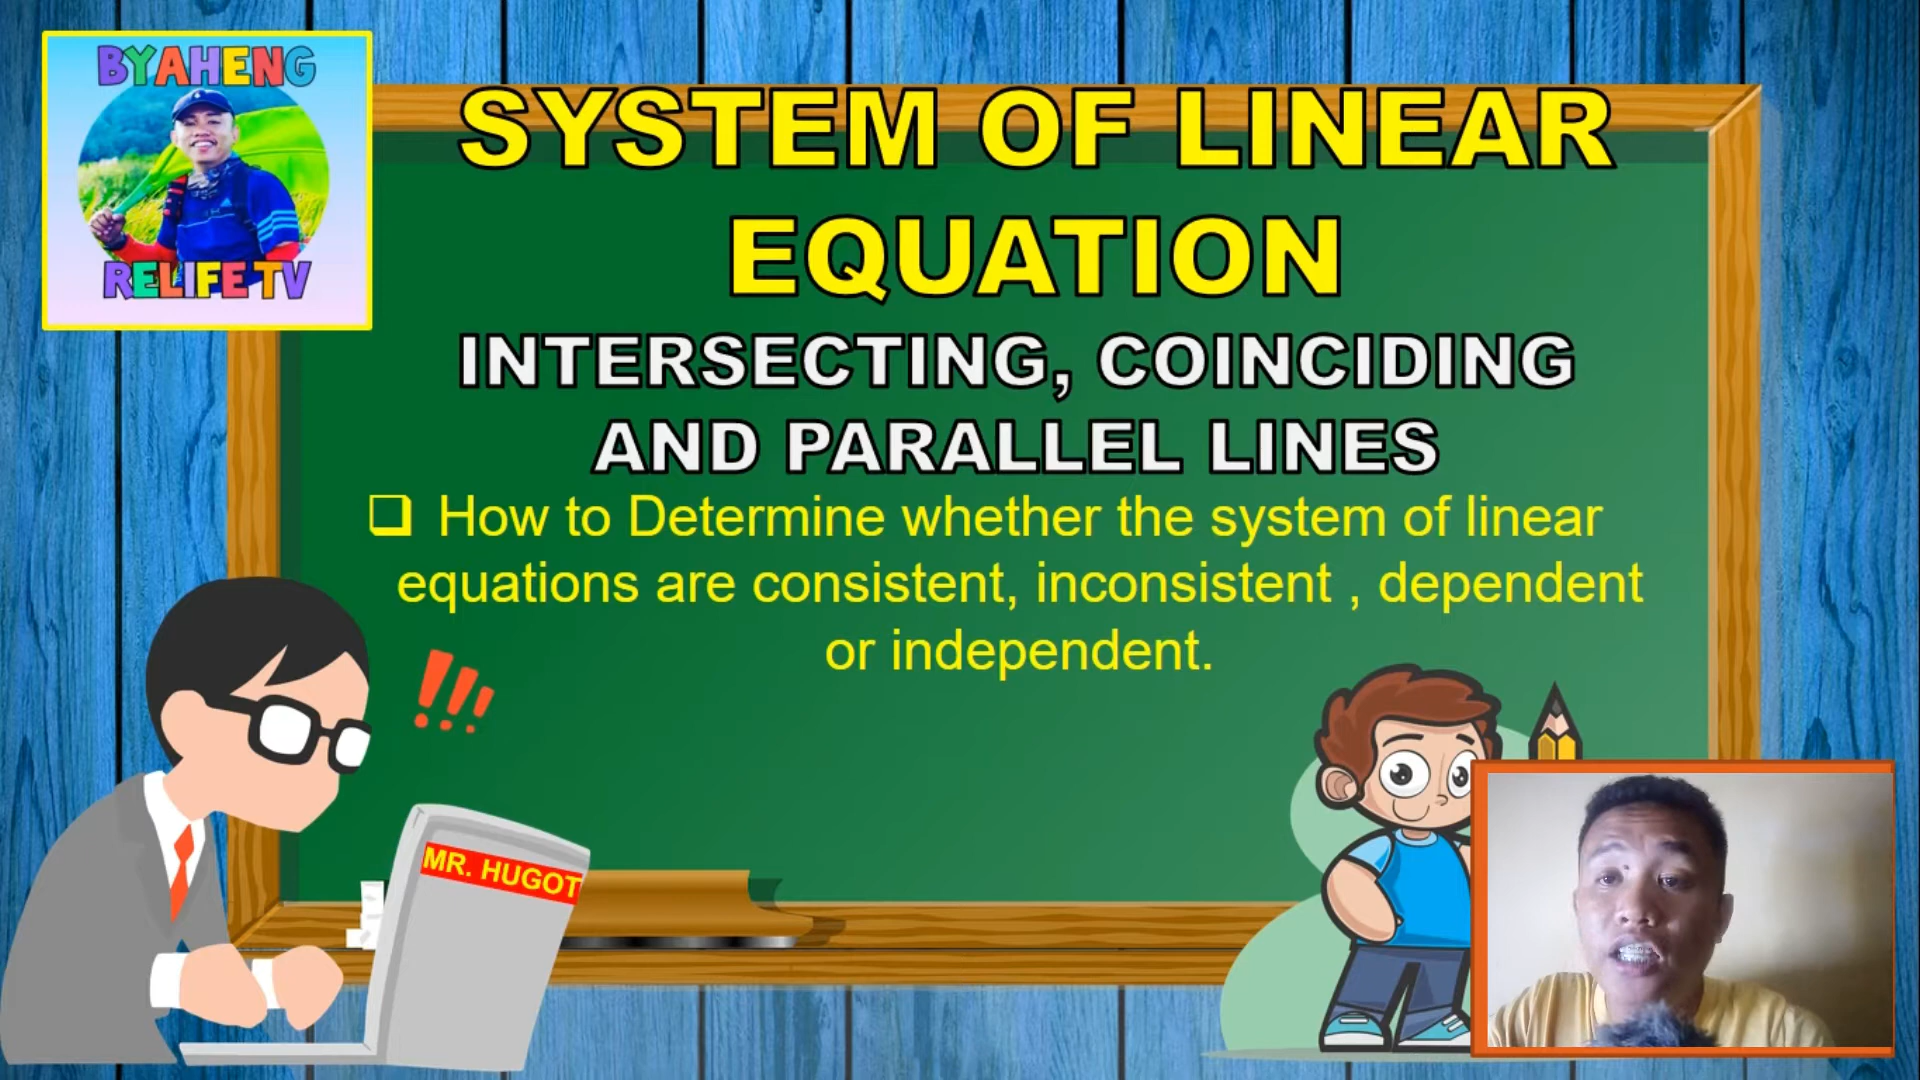 BYAHENG
RELIFE TV
SYSTEM OF LINEAR
EQUATION
INTERSECTING, COINCIDING
AND PARALLEL LINES
How to Determine whether the system of linear
equations are consistent, inconsistent , dependent
or independent.
!!!
MR. HUGOT